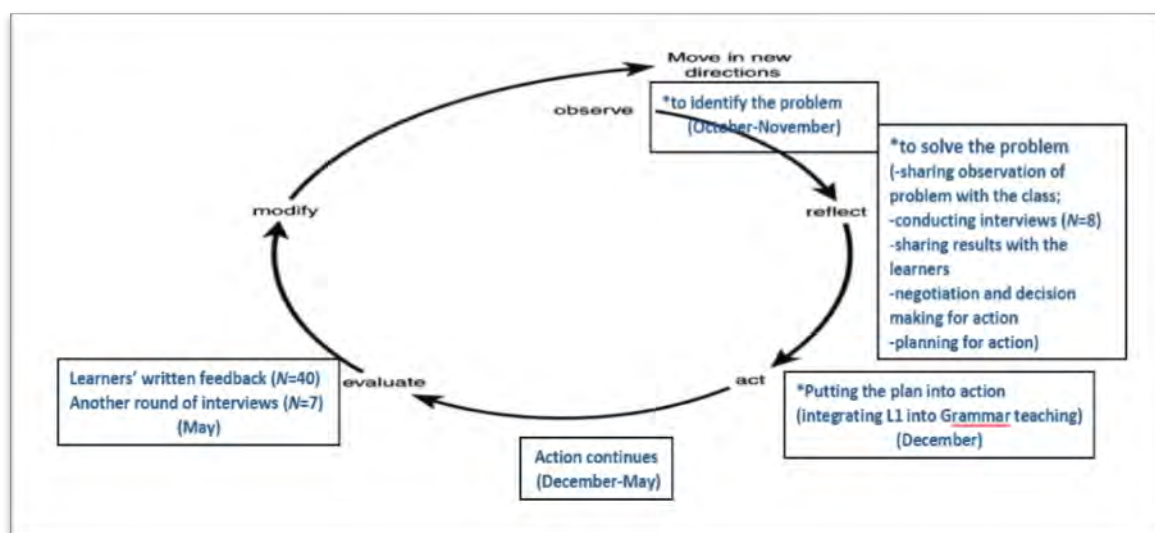 Move in new
directions
observe
*to identify the problem
(October-November)
*to solve the problem
(-sharing observation of
problem with the class;
-conducting interviews (N=8)
-sharing results with the
learners
-negotiation and decision
making for action
-planning for action)
reflect
modify
act
*Putting the plan into action
(integrating L1 into Grammar teaching)
(December)
Action continues
(December-May)
evaluate
Learners' written feedback (N=40)
Another round of interviews (N=7)
(May)